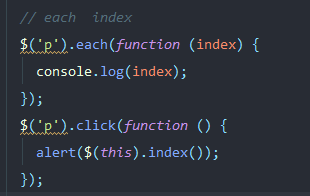 // each  index
$('p').each(function (index) {
  console.log(index);
});
$('p').click(function () {
  alert($(this).index());
});